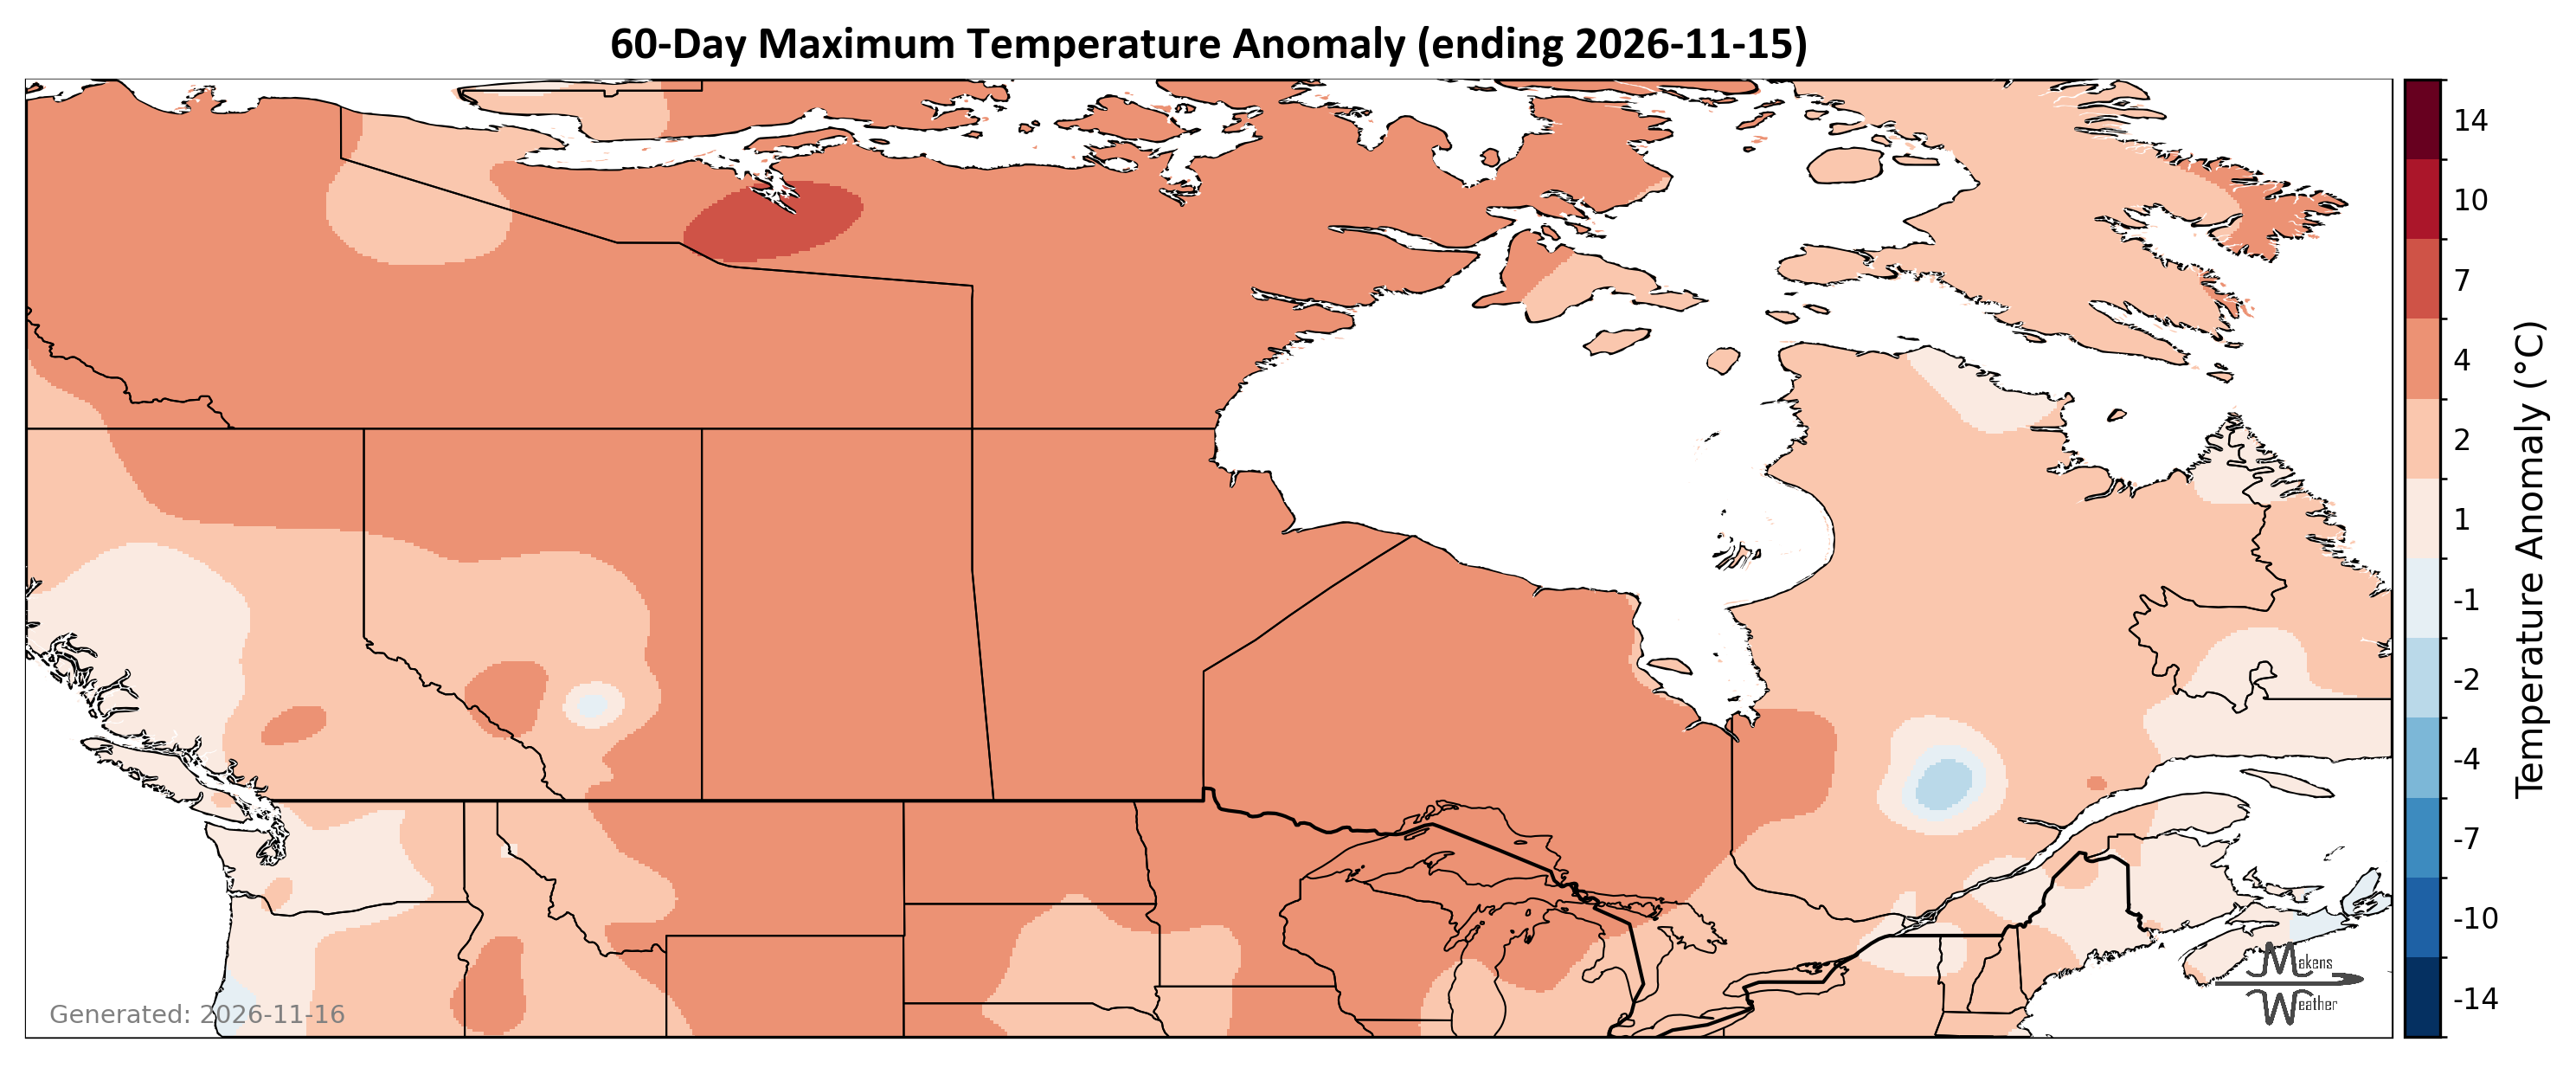 60-Day Maximum Temperature Anomaly (ending 2026-11-15)
14
10
7
4
2
1
-1
-2
-4
-7
-10
-14
Temperature Anomaly (°C)
Makens
Weather
Generated: 2026-11-16